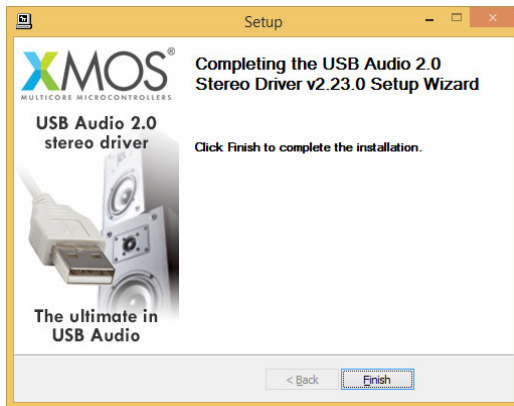 Setup
XMOS®
MULTICORE MICROCONTROLLERS
USB Audio 2.0
stereo driver
The ultimate in
USB Audio
Completing the USB Audio 2.0
Stereo Driver v2.23.0 Setup Wizard
Click Finish to complete the installation.
< Back
Finish